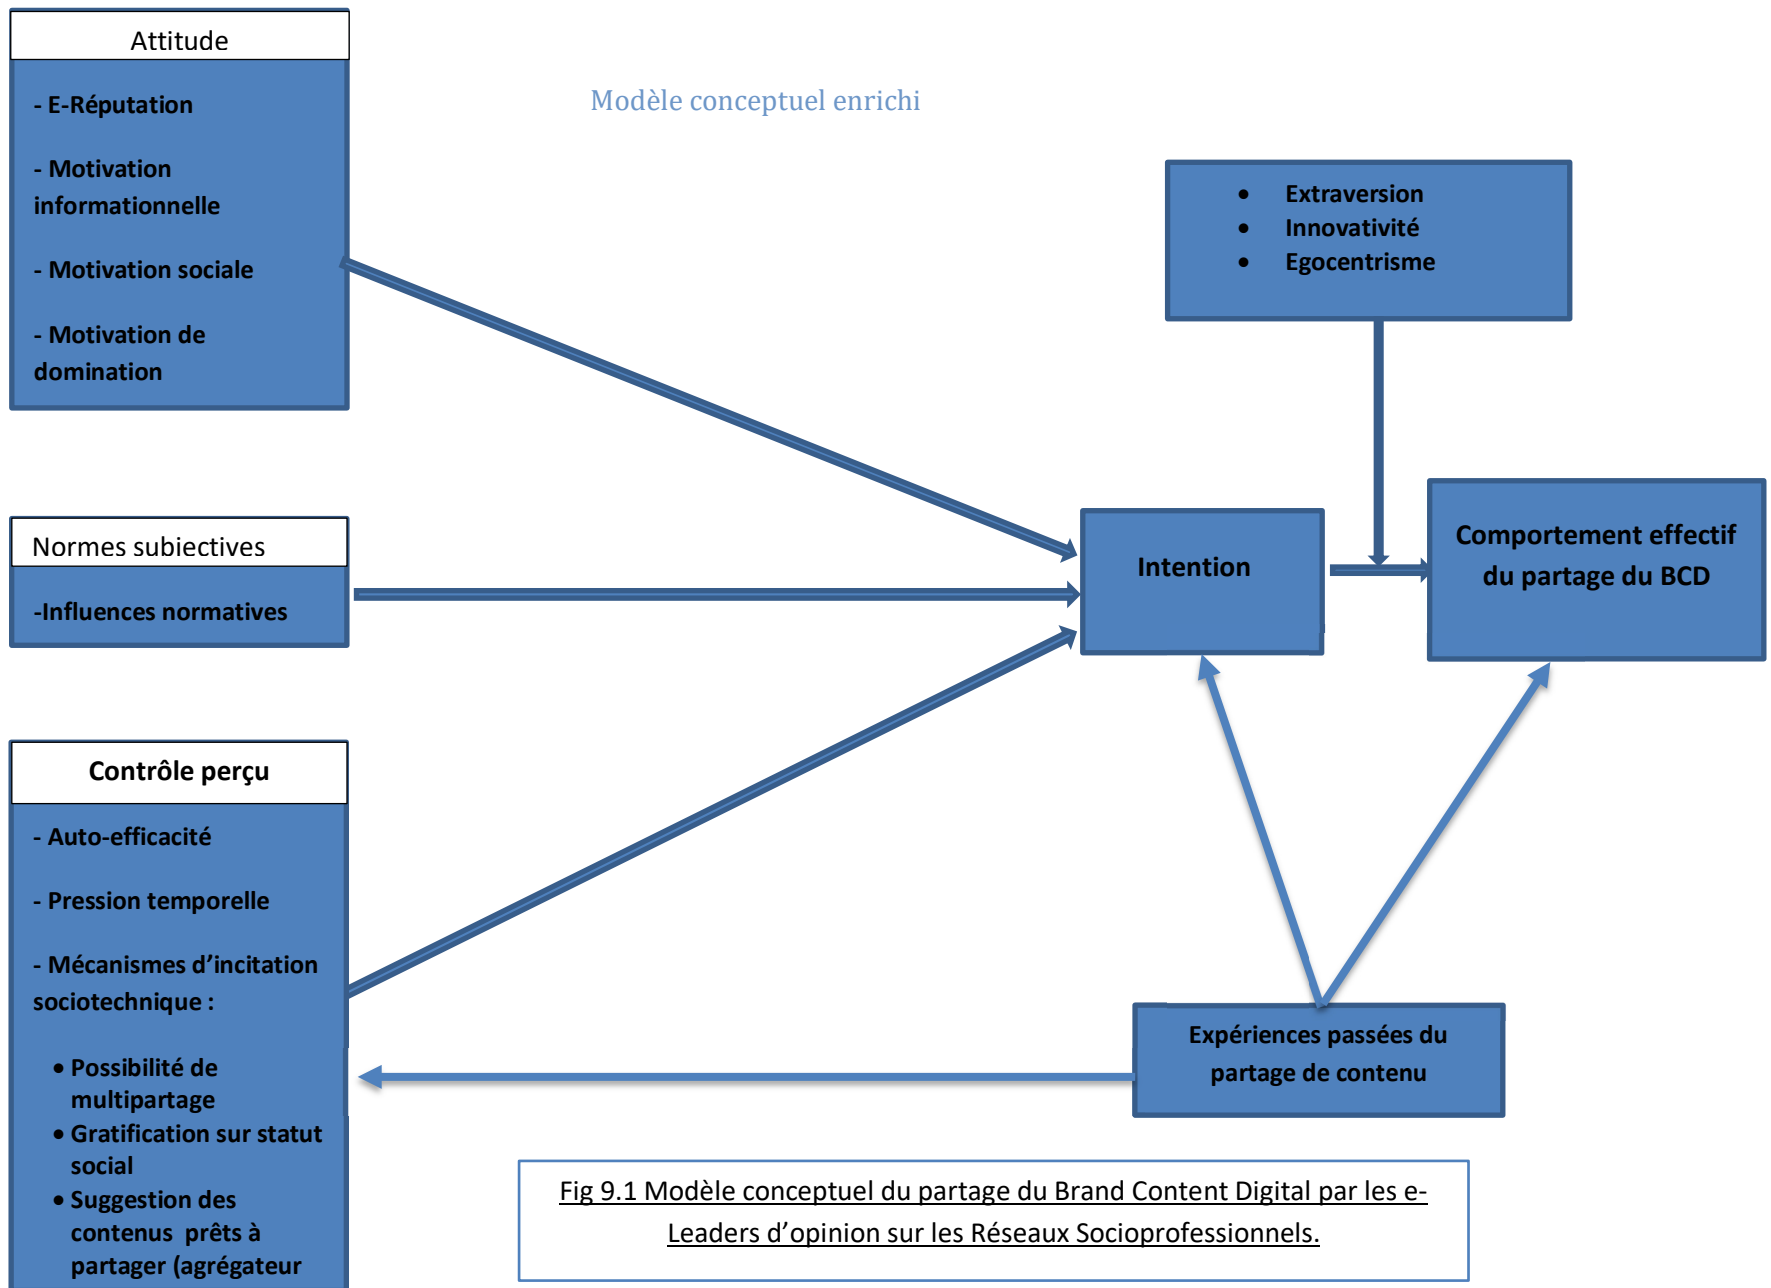 Attitude
- E-Réputation
- Motivation
informationnelle
- Motivation sociale
- Motivation de
domination
Modèle conceptuel enrichi
• Extraversion
• Innovativité
• Egocentrisme
Normes subiectives
-Influences normatives
Intention
Comportement effectif
du partage du BCD
Contrôle perçu
- Auto-efficacité
- Pression temporelle
- Mécanismes d’incitation
sociotechnique :
• Possibilité de
multipartage
• Gratification sur statut
social
• Suggestion des
contenus prêts à
partager (agrégateur
Expériences passées du
partage de contenu
Fig 9.1 Modèle conceptuel du partage du Brand Content Digital par les e-
Leaders d’opinion sur les Réseaux Socioprofessionnels.